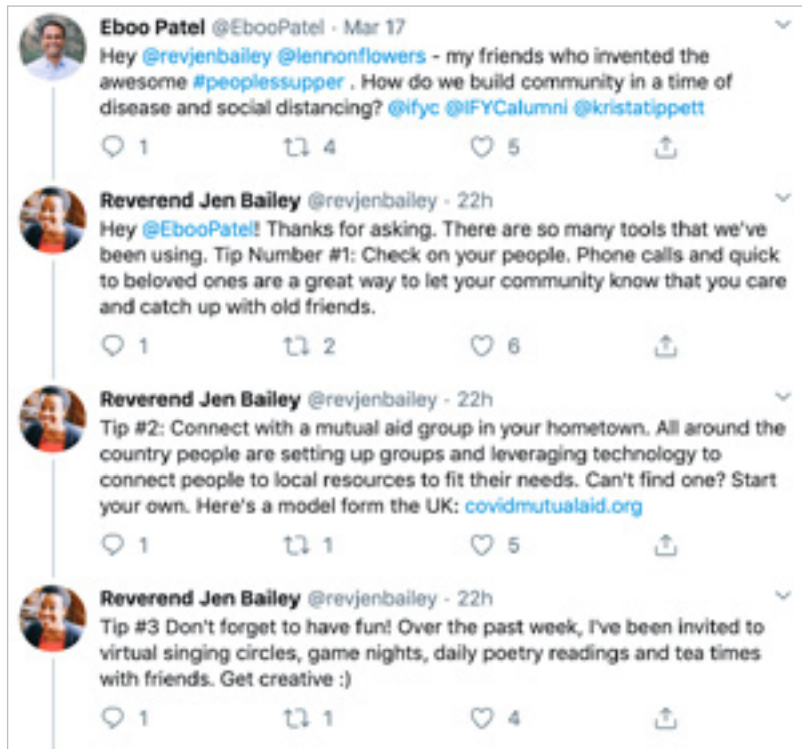 Eboo Patel @EbooPatel · Mar 17
Hey @revjenbailey @lennonflowers - my friends who invented the
awesome #peoplessupper . How do we build community in a time of
disease and social distancing? @ifyc @IFYCalumni @kristatippett
1 4 5
Reverend Jen Bailey @revjenbailey · 22h
Hey @EbooPatel! Thanks for asking. There are so many tools that we've
been using. Tip Number #1: Check on your people. Phone calls and quick
to beloved ones are a great way to let your community know that you care
and catch up with old friends.
1 2 6
Reverend Jen Bailey @revjenbailey · 22h
Tip #2: Connect with a mutual aid group in your hometown. All around the
country people are setting up groups and leveraging technology to
connect people to local resources to fit their needs. Can't find one? Start
your own. Here's a model form the UK: covidmutualaid.org
1 1 5
Reverend Jen Bailey @revjenbailey · 22h
Tip #3 Don't forget to have fun! Over the past week, I've been invited to
virtual singing circles, game nights, daily poetry readings and tea times
with friends. Get creative :)
1 1 4